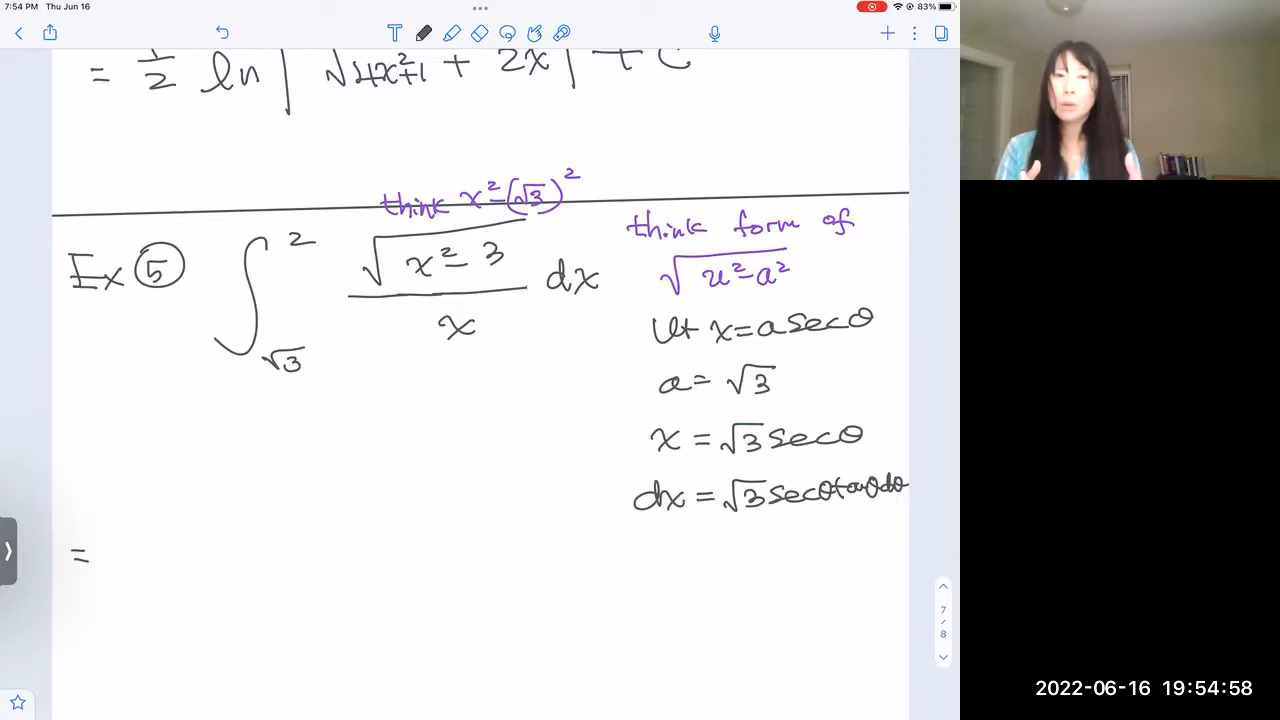 7:54 PM Thu Jun 16
83%
= 1/2 ln | √4x²+1 + 2x | + C
think x² - (√3)²
think form of
√u² - a²
Ex ⑤ ∫ 2 √3 √x² - 3 / x dx
let x = a secθ
a = √3
x = √3 secθ
dx = √3 secθ tanθ dθ
=
7 / 8
2022-06-16 19:54:58